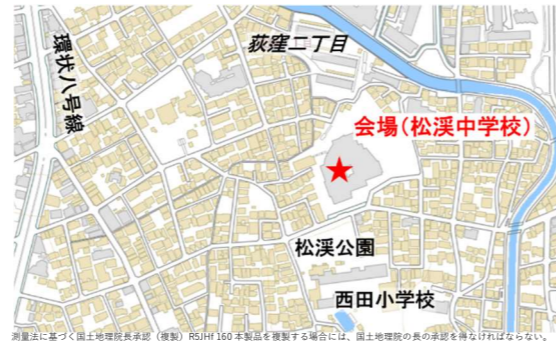 荻窪二丁目
環状八号線
会場（松渓中学校）
松渓公園
西田小学校
測量法に基づく国土地理院長承認（複製）R5JHf 160 本製品を複製する場合には、国土地理院の長の承認を得なければならない。